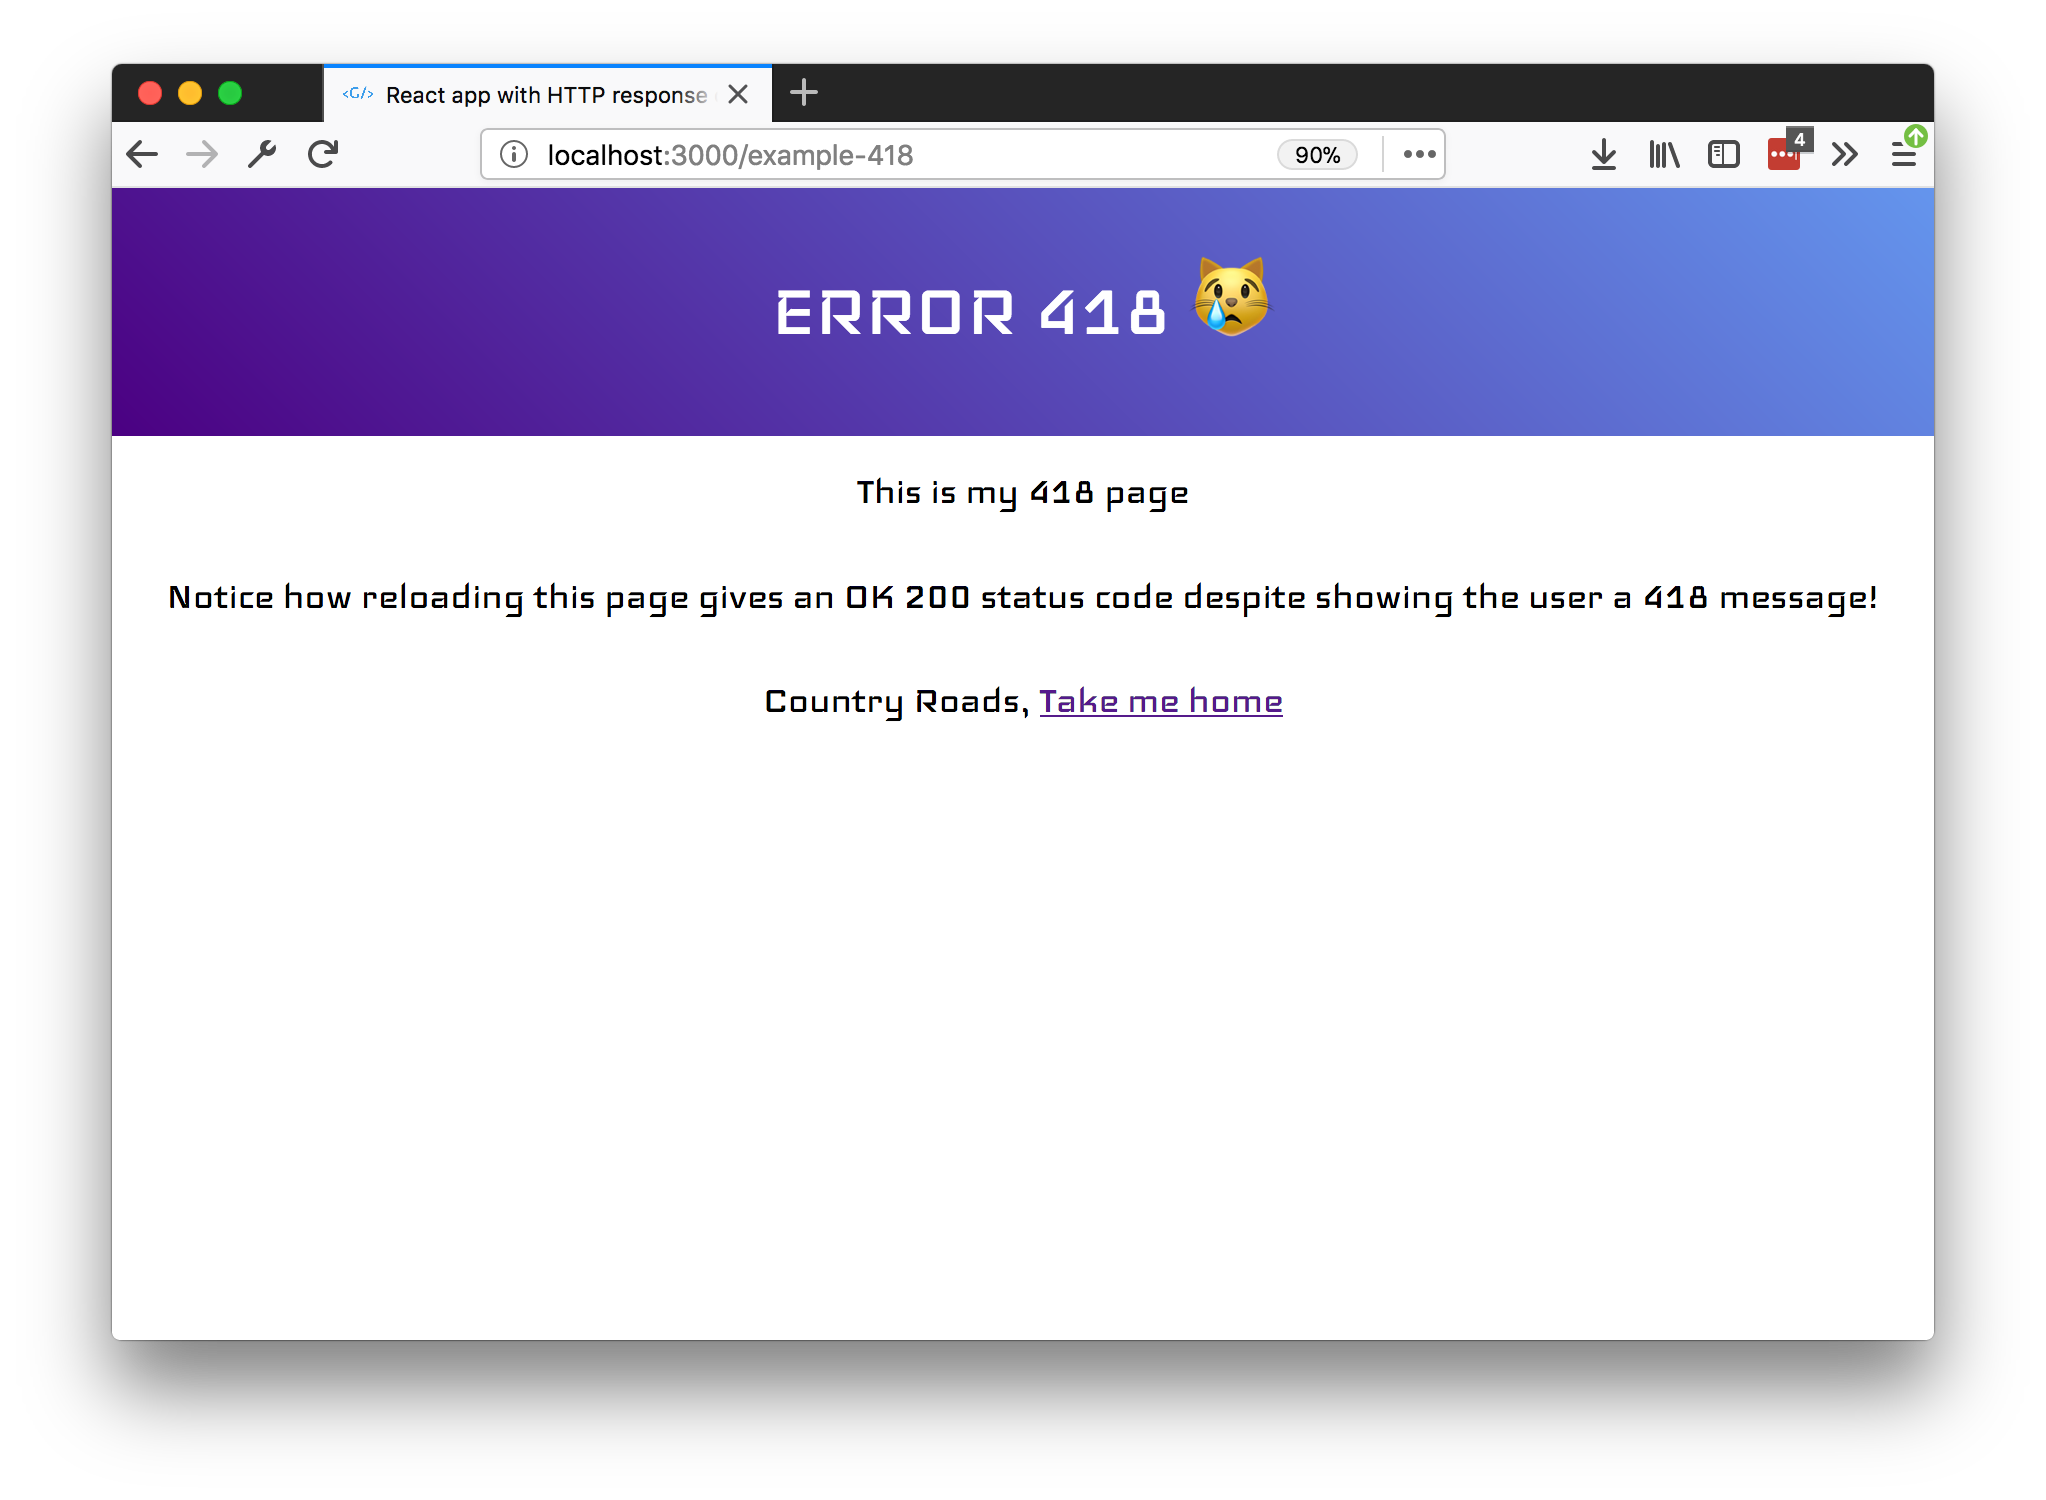 <G/> React app with HTTP response
localhost:3000/example-418 90%
4
ERROR 418 😿
This is my 418 page
Notice how reloading this page gives an OK 200 status code despite showing the user a 418 message!
Country Roads, Take me home